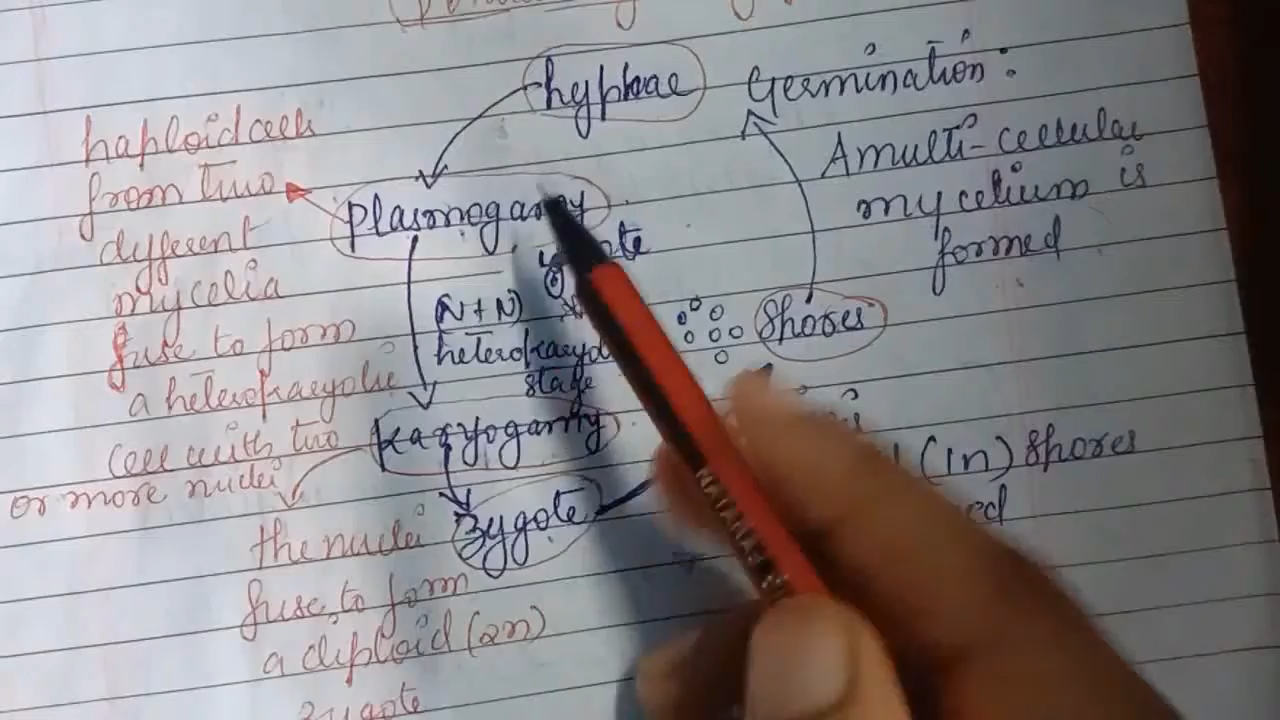 hyphae
Germination:
A multi-cellular
mycelium is
formed
haploid cells
from two
different
mycelia
fuse to form
a heterokaryotic
cell with two
or more nuclei
Plasmogamy
(N+N)
stage
Spores
Karyogamy
Zygote
(1n) spores
the nuclei
fuse to form
a diploid (2n)
zygote